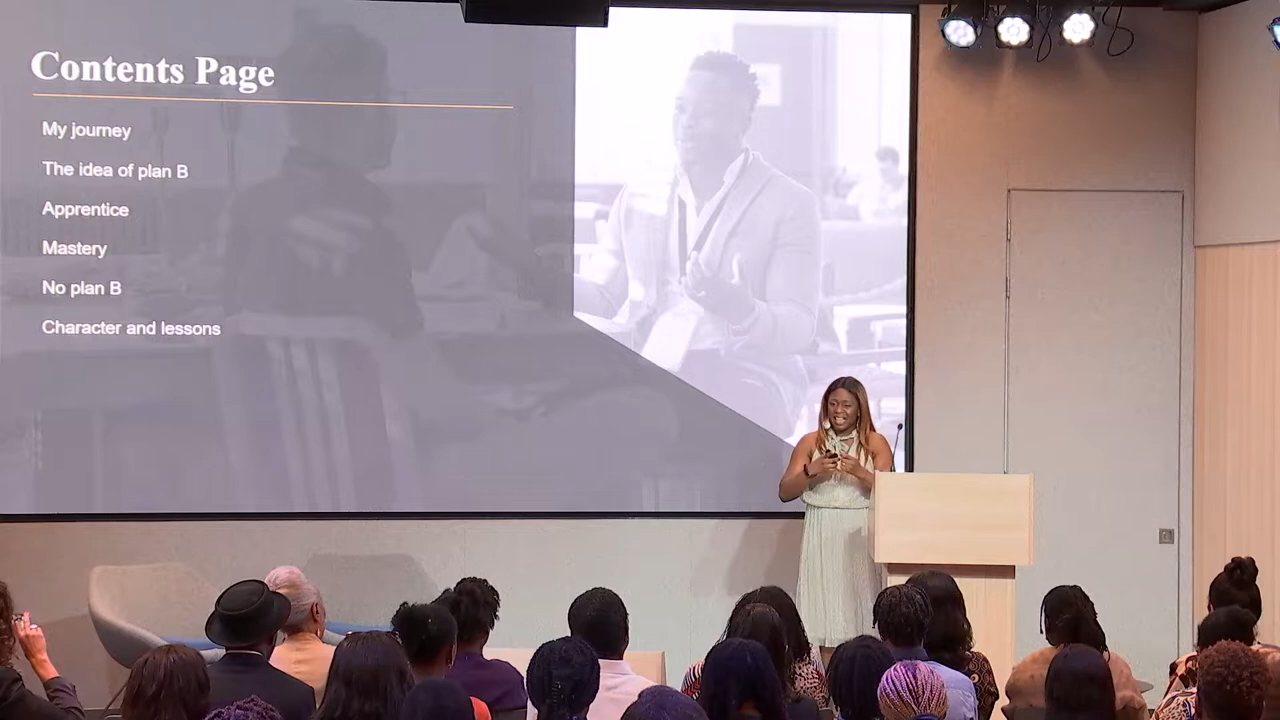 Contents Page
My journey
The idea of plan B
Apprentice
Mastery
No plan B
Character and lessons